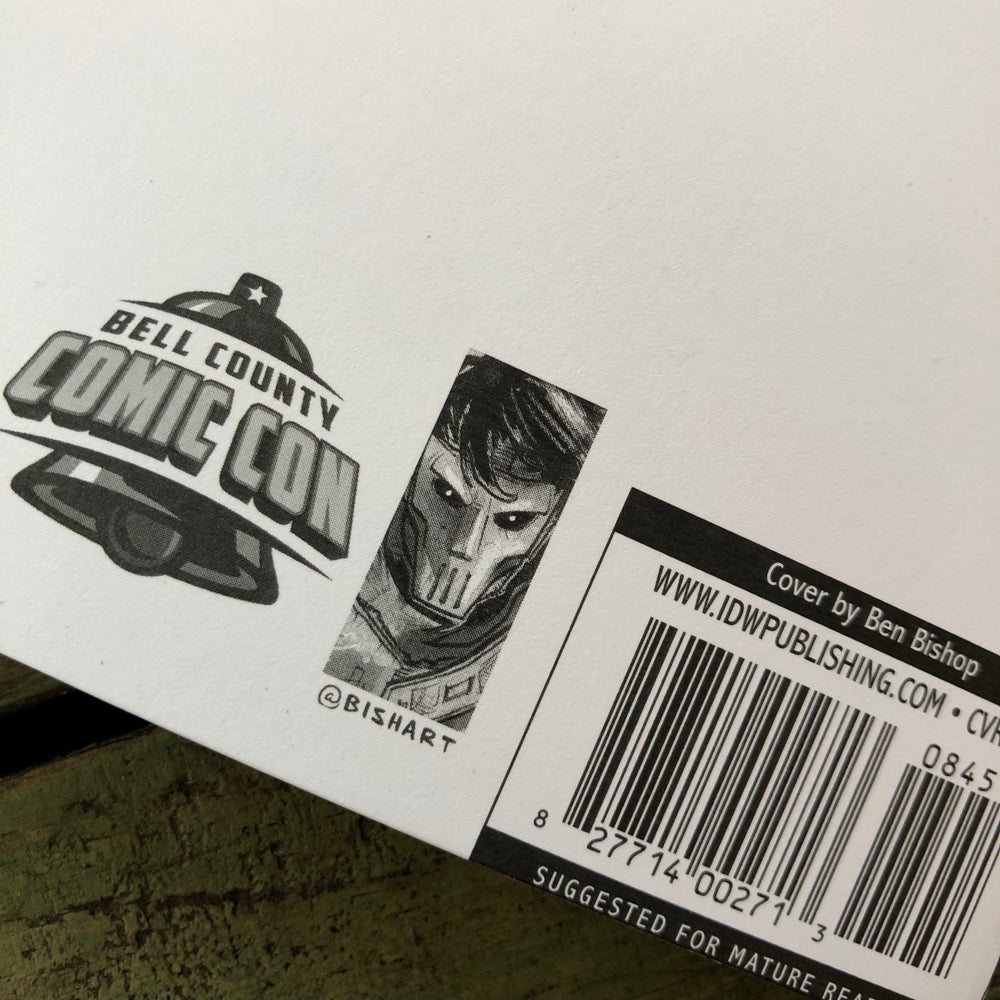 BELL COUNTY
COMIC CON
@BISHART
Cover by Ben Bishop
WWW.IDWPUBLISHING.COM • CVR
0845
8 27714 00271 3
SUGGESTED FOR MATURE